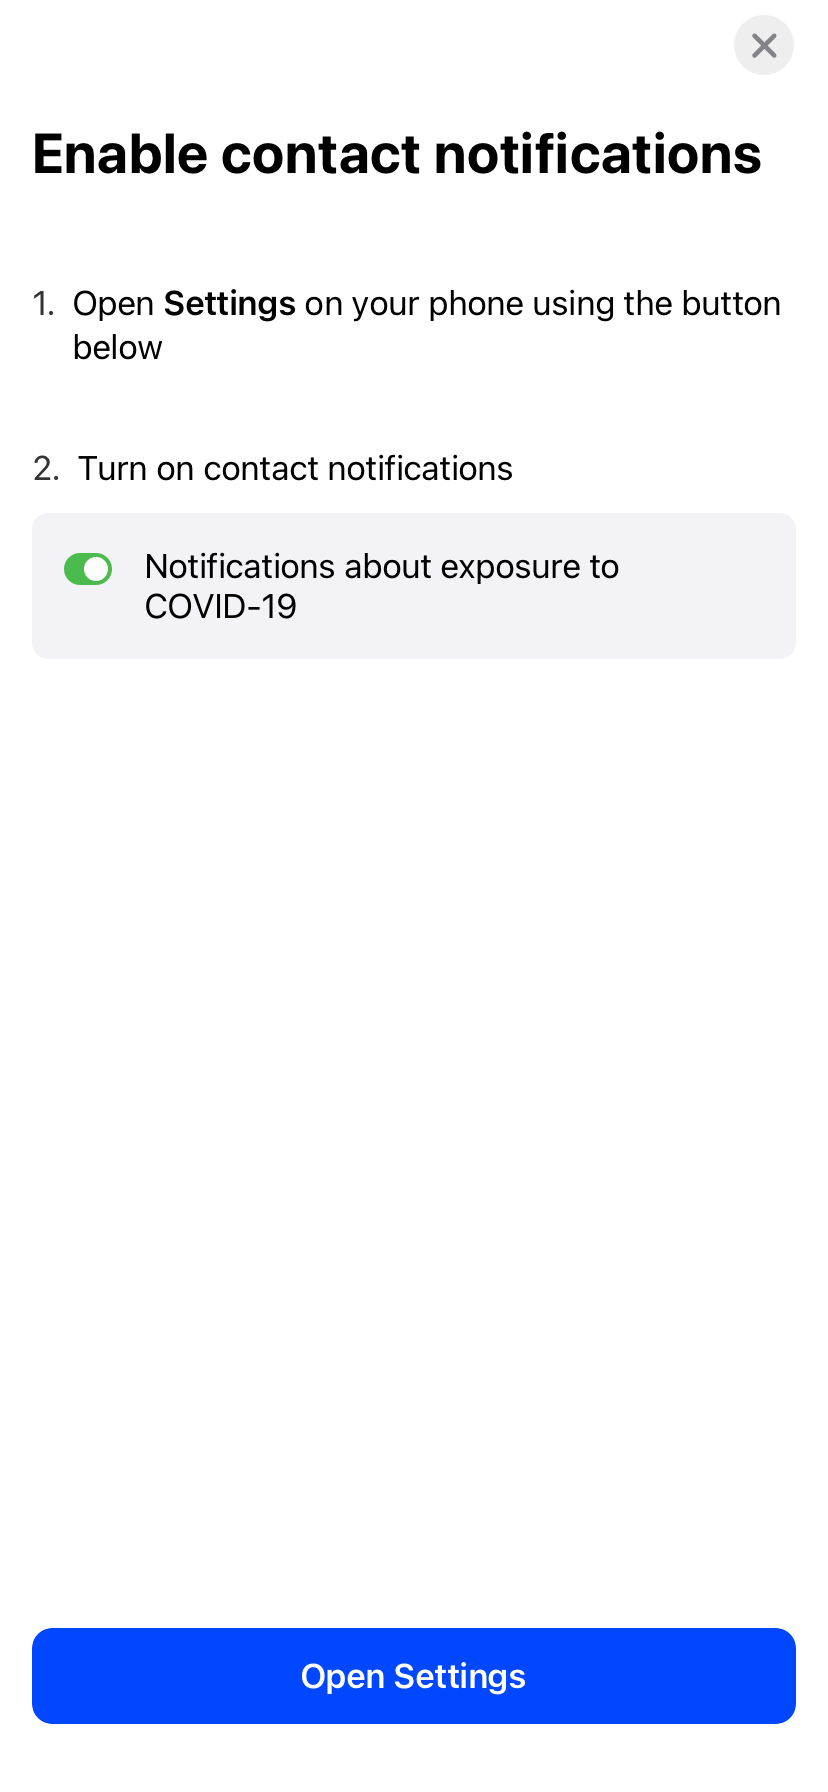 Enable contact notifications
1. Open Settings on your phone using the button
below
2. Turn on contact notifications
Notifications about exposure to
COVID-19
Open Settings